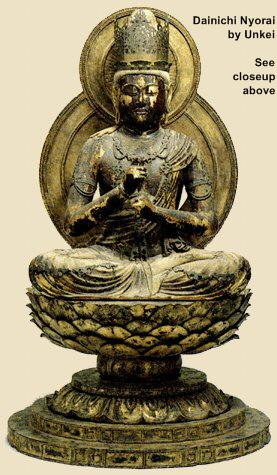 Dainichi Nyorai
by Unkei
See
closeup
above